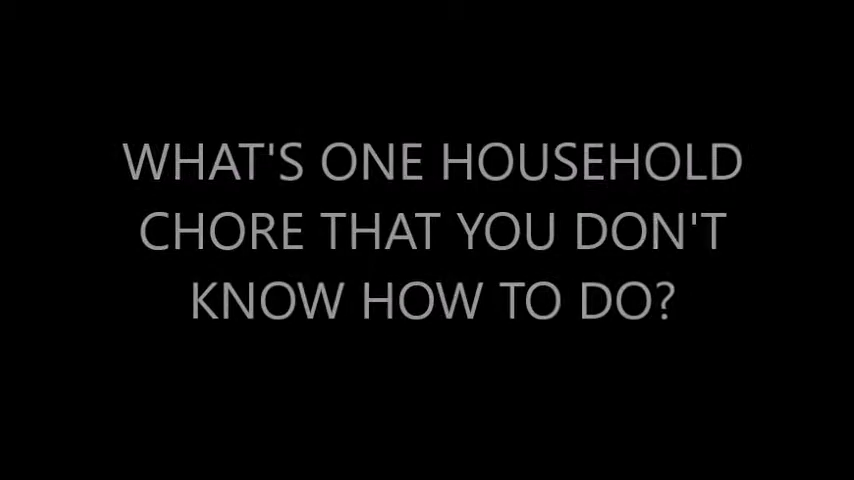 WHAT'S ONE HOUSEHOLD
CHORE THAT YOU DON'T
KNOW HOW TO DO?